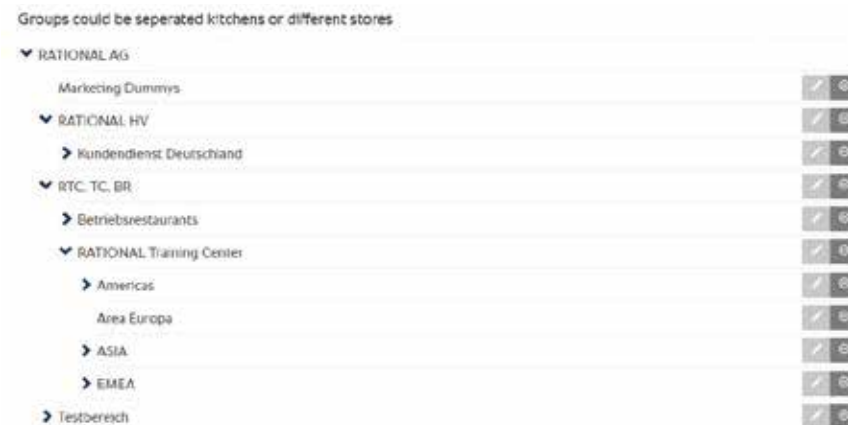 Groups could be seperated kitchens or different stores
RATIONAL AG
Marketing Dummys
RATIONAL HV
Kundendienst Deutschland
RTC, TC, BR
Betriebsrestaurants
RATIONAL Training Center
Americas
Area Europa
ASIA
EMEA
Testbereich